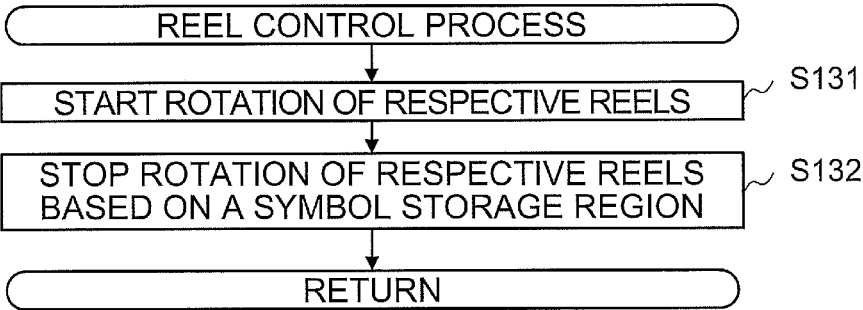 REEL CONTROL PROCESS
START ROTATION OF RESPECTIVE REELS
S131
STOP ROTATION OF RESPECTIVE REELS
BASED ON A SYMBOL STORAGE REGION
S132
RETURN